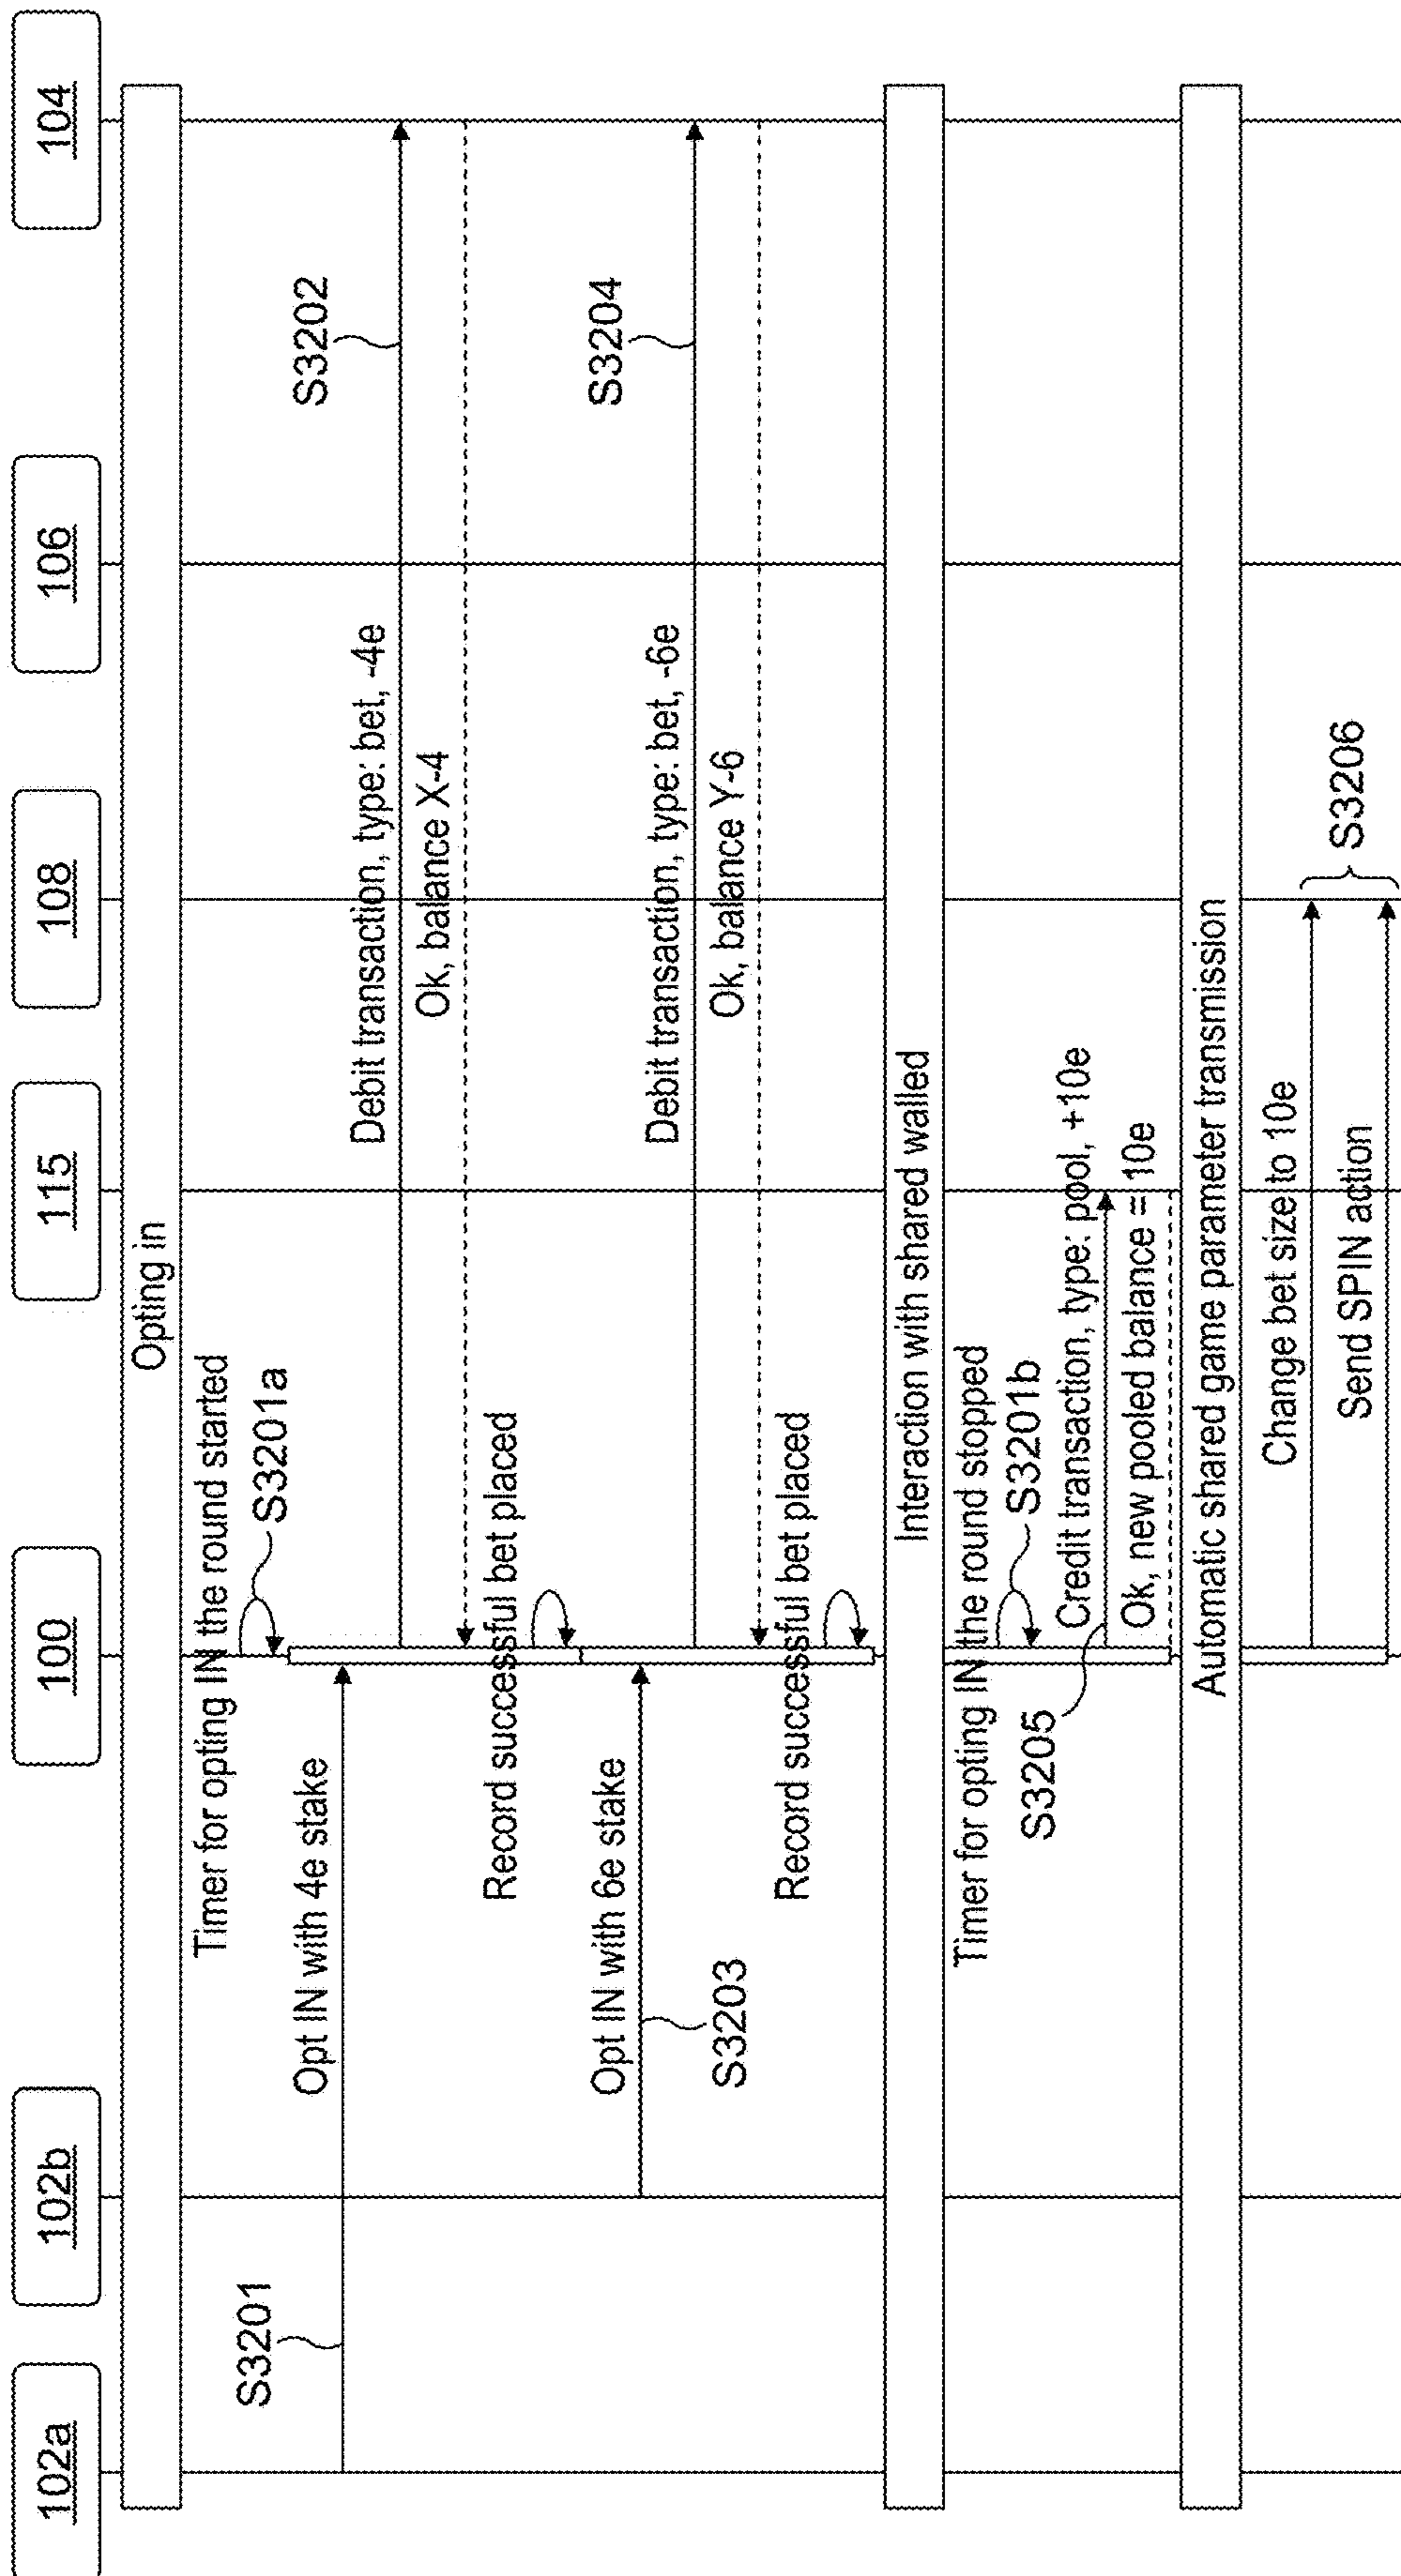 102a
102b
100
115
108
106
104
Opting in
Timer for opting IN the round started
S3201a
S3201
Opt IN with 4e stake
S3202
Debit transaction, type: bet, -4e
Ok, balance X-4
Record successful bet placed
Opt IN with 6e stake
S3203
S3204
Debit transaction, type: bet, -6e
Ok, balance Y-6
Record successful bet placed
Interaction with shared walled
Timer for opting IN the round stopped
S3201b
S3205
Credit transaction, type: pool, +10e
Ok, new pooled balance = 10e
Automatic shared game parameter transmission
Change bet size to 10e
Send SPIN action
S3206